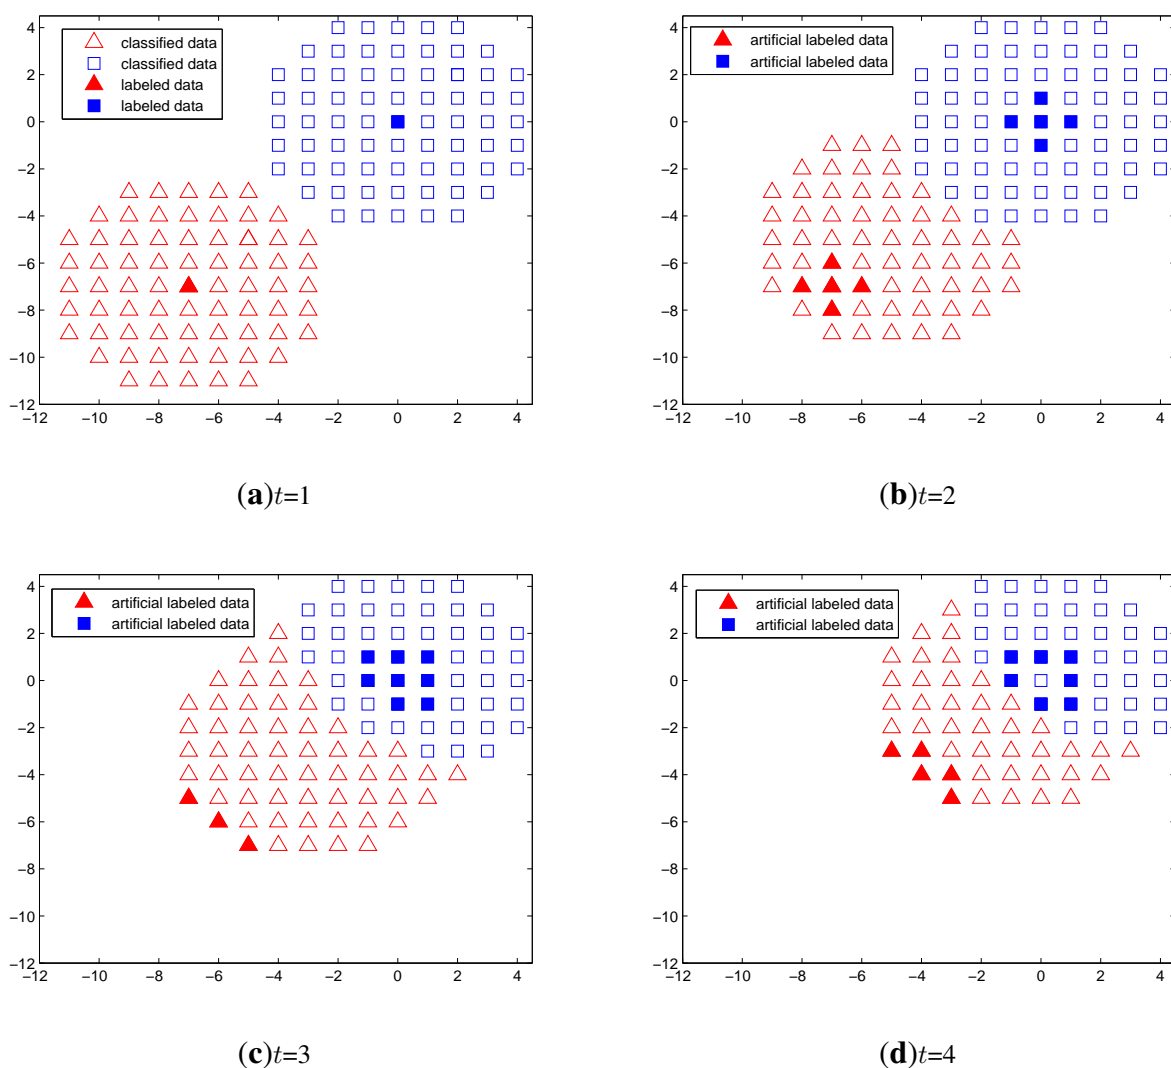 4
2
0
−2
−4
−6
−8
−10
−12
classified data
classified data
labeled data
labeled data
−12 −10 −8 −6 −4 −2 0 2 4
(a)t=1
4
2
0
−2
−4
−6
−8
−10
−12
artificial labeled data
artificial labeled data
−12 −10 −8 −6 −4 −2 0 2 4
(b)t=2
4
2
0
−2
−4
−6
−8
−10
−12
artificial labeled data
artificial labeled data
−12 −10 −8 −6 −4 −2 0 2 4
(c)t=3
4
2
0
−2
−4
−6
−8
−10
−12
artificial labeled data
artificial labeled data
−12 −10 −8 −6 −4 −2 0 2 4
(d)t=4